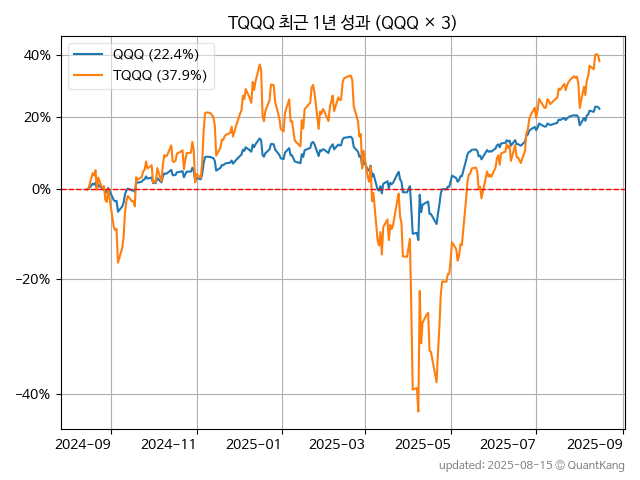 TQQQ 최근 1년 성과 (QQQ × 3)
QQQ (22.4%)
TQQQ (37.9%)
40%
20%
0%
−20%
−40%
2024-09 2024-11 2025-01 2025-03 2025-05 2025-07 2025-09
updated: 2025-08-15 ⓒ QuantKang